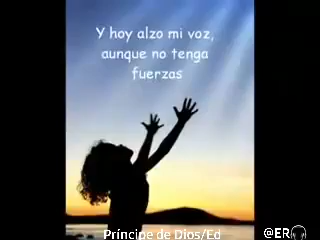 Y hoy alzo mi voz,
aunque no tenga
fuerzas
Príncipe de Dios/Ed
@ER